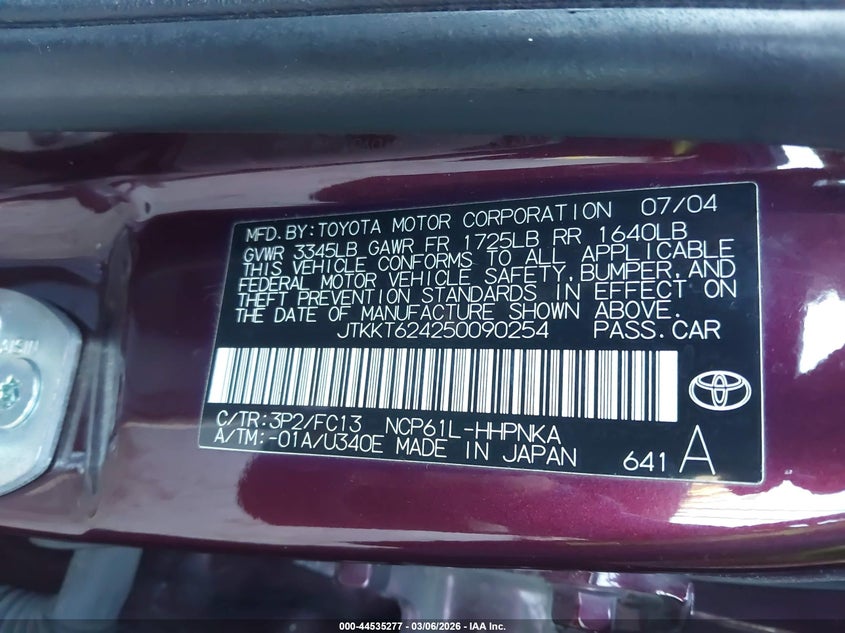 MFD.BY:TOYOTA MOTOR CORPORATION 07/04
GVWR 3345LB GAWR FR 1725LB RR 1640LB
THIS VEHICLE CONFORMS TO ALL APPLICABLE
FEDERAL MOTOR VEHICLE SAFETY,BUMPER,AND
THEFT PREVENTION STANDARDS IN EFFECT ON
THE DATE OF MANUFACTURE SHOWN ABOVE.
JTKKT624250090254 PASS.CAR
C/TR:3P2/FC13 NCP61L-HHPNKA
A/TM:-01A/U340E MADE IN JAPAN
641 A
000-44535277 - 03/06/2026 - IAA Inc.